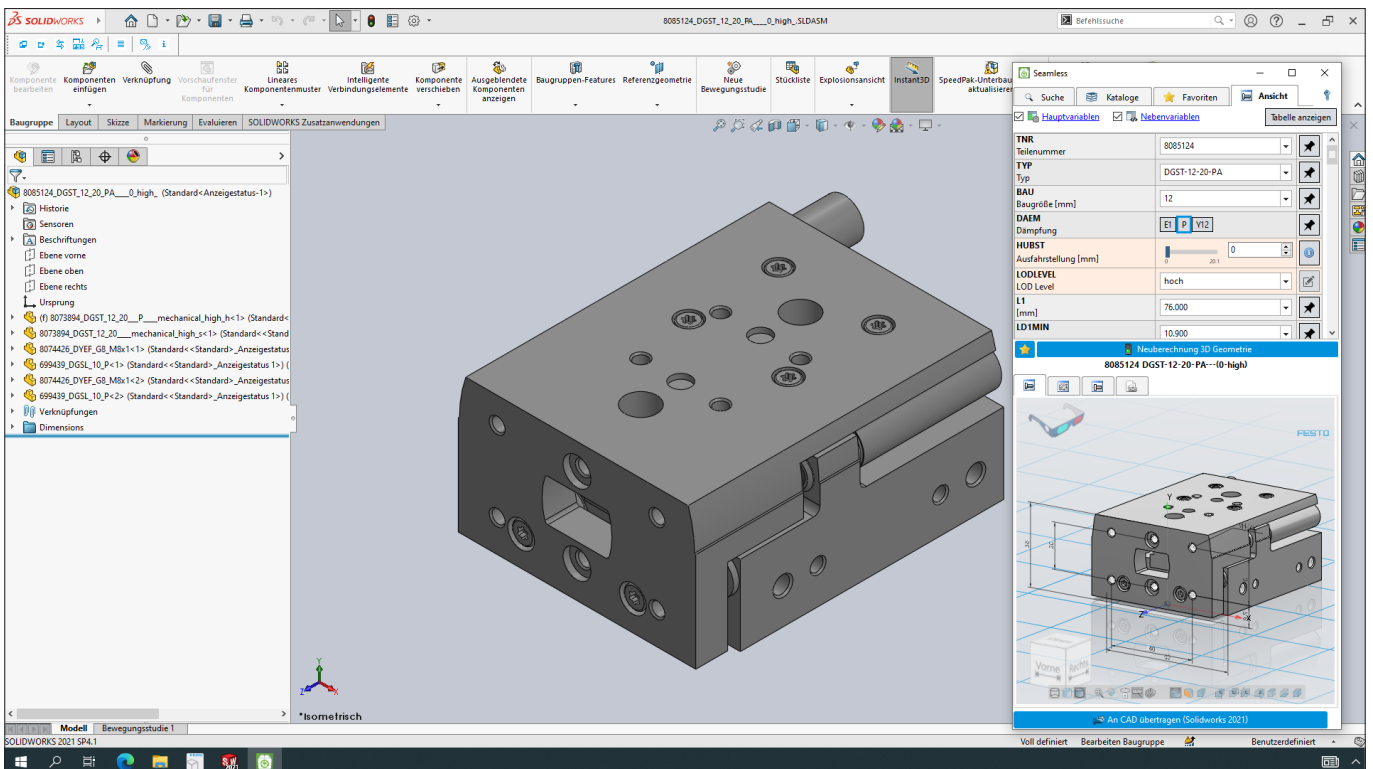 SOLIDWORKS
8085124_DGST_12_20_PA____0_high_.SLDASM
Befehlssuche
Komponente bearbeiten
Komponenten einfügen
Verknüpfung
Vorschaufenster für Komponenten
Lineares Komponentenmuster
Intelligente Verbindungselemente
Komponente verschieben
Ausgeblendete Komponenten anzeigen
Baugruppen-Features
Referenzgeometrie
Neue Bewegungsstudie
Stückliste
Explosionsansicht
Instant3D
SpeedPak-Unterbau
aktualisieren
Baugruppe Layout Skizze Markierung Evaluieren SOLIDWORKS Zusatzanwendungen
8085124_DGST_12_20_PA____0_high_ (Standard<Anzeigestatus-1>)
Historie
Sensoren
Beschriftungen
Ebene vorne
Ebene oben
Ebene rechts
Ursprung
(f) 8073894_DGST_12_20___P____mechanical_high_h<1> (Standard<
8073894_DGST_12_20____mechanical_high_s<1> (Standard<<Stand
8074426_DYEF_G8_M8x1<1> (Standard<<Standard>_Anzeigestatus
699439_DGSL_10_P<1> (Standard<<Standard>_Anzeigestatus 1>) (
8074426_DYEF_G8_M8x1<2> (Standard<<Standard>_Anzeigestatus
699439_DGSL_10_P<2> (Standard<<Standard>_Anzeigestatus 1>) (
Verknüpfungen
Dimensions
Y
Z
X
*Isometrisch
Modell Bewegungsstudie 1
SOLIDWORKS 2021 SP4.1
Voll definiert Bearbeiten Baugruppe Benutzerdefiniert
Seamless
Suche Kataloge Favoriten Ansicht
Hauptvariablen Nebenvariablen Tabelle anzeigen
TNR
Teilenummer
8085124
TYP
Typ
DGST-12-20-PA
BAU
Baugröße [mm]
12
DAEM
Dämpfung
E1 P Y12
HUBST
Ausfahrstellung [mm]
0
0 20.1
LODLEVEL
LOD Level
hoch
L1
[mm]
76.000
LD1MIN
10.900
Neuberechnung 3D Geometrie
8085124 DGST-12-20-PA---(0-high)
FESTO
Y
Z
X
Vorne Rechts
An CAD übertragen (Solidworks 2021)